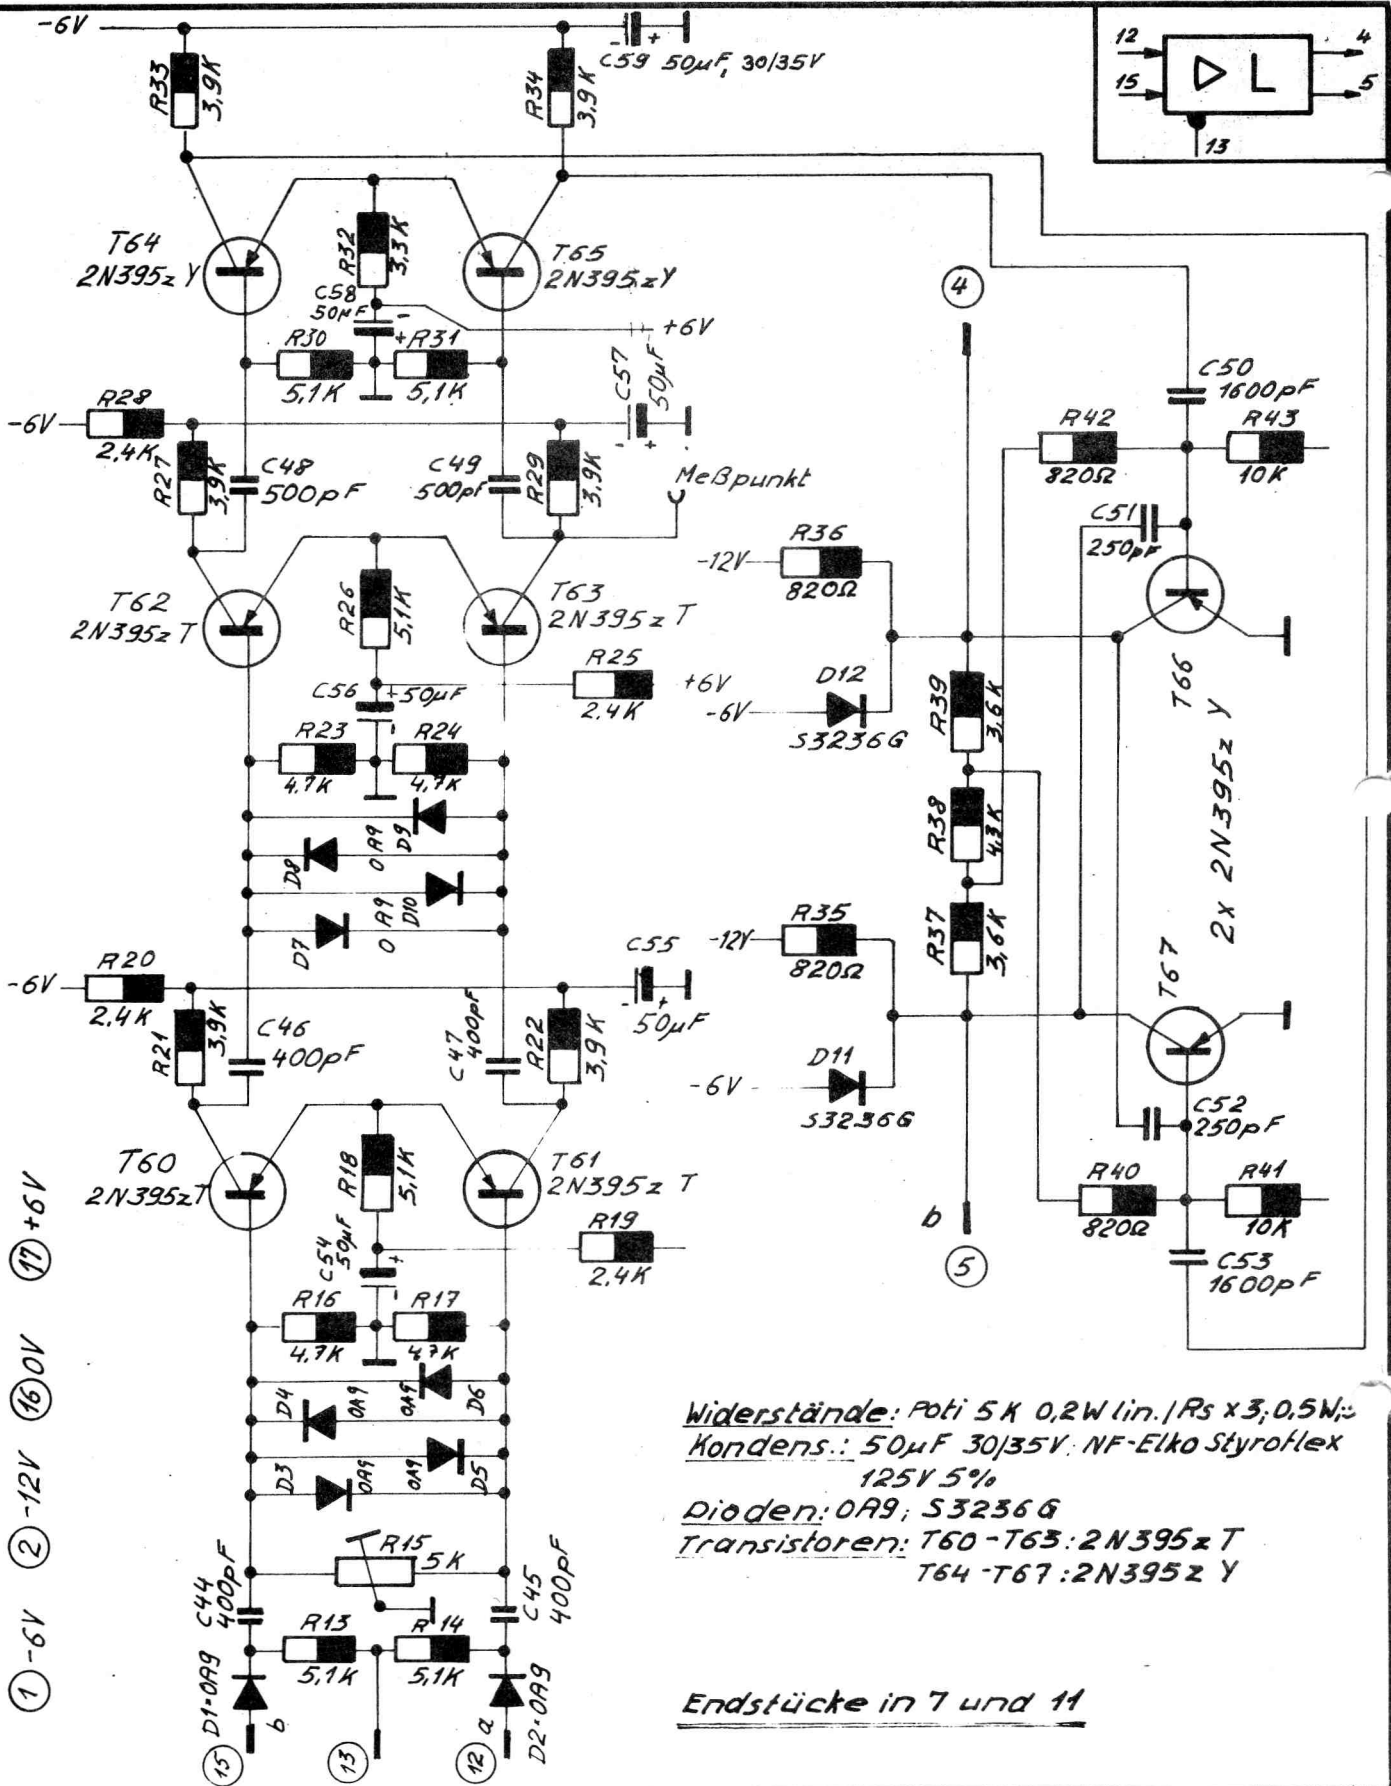 -6V
R33
3,9K
R34
3,9K
C59 50µF, 30/35V
12
15
4
5
13
L
T64
2N395z Y
R32
3,3K
T65
2N395z Y
C58
50MF
+6V
R30
5,1K
R31
5,1K
C57
50µF
4
C50
1600pF
-6V
R28
2,4K
R27
3,9K
C48
500pF
C49
500pF
R29
3,9K
Meßpunkt
R42
820Ω
R43
10K
C51
250pF
-12V
R36
820Ω
T62
2N395z T
R26
5,1K
T63
2N395z T
R25
2,4K
+6V
C56
50µF
-6V
D12
S3236G
R39
3,6K
T66
2x 2N395z Y
R23
4,7K
R24
4,7K
D9
0A9
D8
R38
4,3K
D10
0A9
D7
-12V
R35
820Ω
R37
3,6K
T67
-6V
R20
2,4K
C55
50µF
R21
3,9K
C46
400pF
C47
400pF
R22
3,9K
-6V
D11
S3236G
C52
250pF
T60
2N395z T
R18
5,1K
T61
2N395z T
R19
2,4K
C54
50µF
R40
820Ω
R41
10K
b
5
C53
1600pF
R16
4,7K
R17
4,7K
D4
0A9
0A9
D6
D3
0A9
0A9
D5
R15
5K
C44
400pF
C45
400pF
R13
5,1K
R14
5,1K
D1=0A9
b
a
D2=0A9
15
13
12
1 -6V
2 -12V
16 0V
17 +6V
Widerstände: Poti 5K 0,2W lin./Rs x3; 0,5W;
Kondens.: 50µF 30/35V. NF-Elko Styroflex
125V 5%
Dioden: 0A9; S3236G
Transistoren: T60-T63: 2N395z T
T64-T67: 2N395z Y
Endstücke in 7 und 11